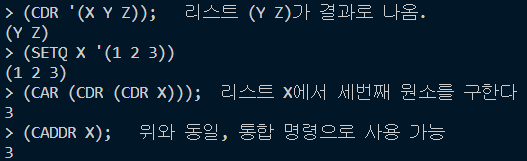 > (CDR '(X Y Z));   리스트 (Y Z)가 결과로 나옴.
(Y Z)
> (SETQ X '(1 2 3))
(1 2 3)
> (CAR (CDR (CDR X)));  리스트 X에서 세번째 원소를 구한다
3
> (CADDR X);   위와 동일, 통합 명령으로 사용 가능
3